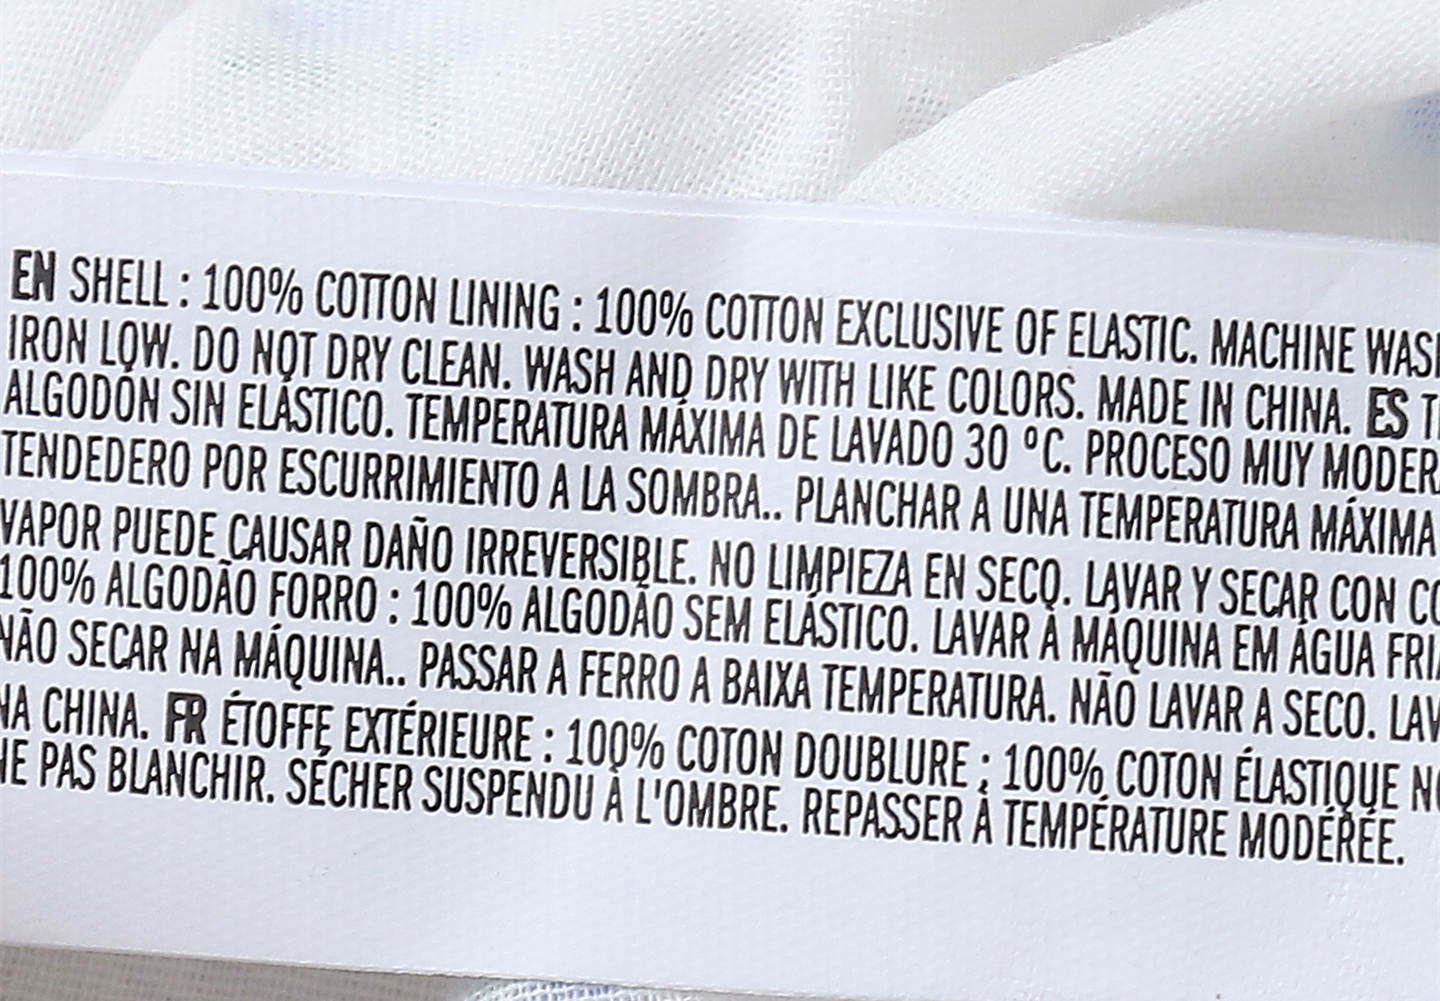 EN SHELL : 100% COTTON LINING : 100% COTTON EXCLUSIVE OF ELASTIC. MACHINE WASH
IRON LOW. DO NOT DRY CLEAN. WASH AND DRY WITH LIKE COLORS. MADE IN CHINA. ES
ALGODÓN SIN ELÁSTICO. TEMPERATURA MÁXIMA DE LAVADO 30 ºC. PROCESO MUY
TENDEDERO POR ESCURRIMIENTO A LA SOMBRA.. PLANCHAR A UNA TEMPERATURA MÁXIMA
VAPOR PUEDE CAUSAR DAÑO IRREVERSIBLE. NO LIMPIEZA EN SECO. LAVAR Y SECAR CON
100% ALGODÃO FORRO : 100% ALGODÃO SEM ELÁSTICO. LAVAR À MÁQUINA EM ÁGUA FRIA
NÃO SECAR NA MÁQUINA.. PASSAR A FERRO A BAIXA TEMPERATURA. NÃO LAVAR A SECO.
NA CHINA. FR ÉTOFFE EXTÉRIEURE : 100% COTON DOUBLURE : 100% COTON ÉLASTIQUE
NE PAS BLANCHIR. SÉCHER SUSPENDU À L'OMBRE. REPASSER À TEMPÉRATURE MODÉRÉE.